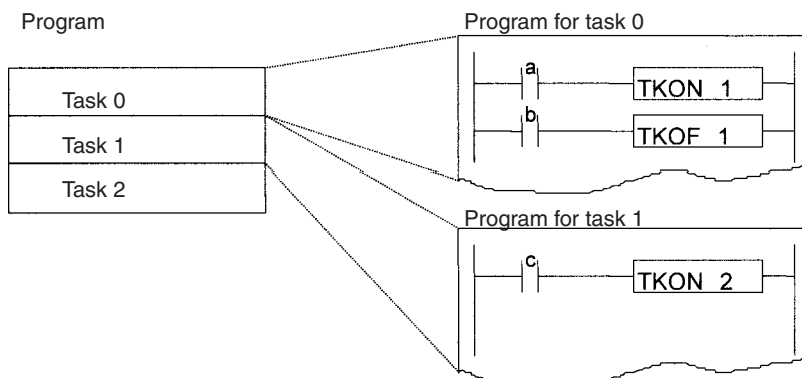 Program
Task 0
Task 1
Task 2
Program for task 0
a
TKON 1
b
TKOF 1
Program for task 1
c
TKON 2